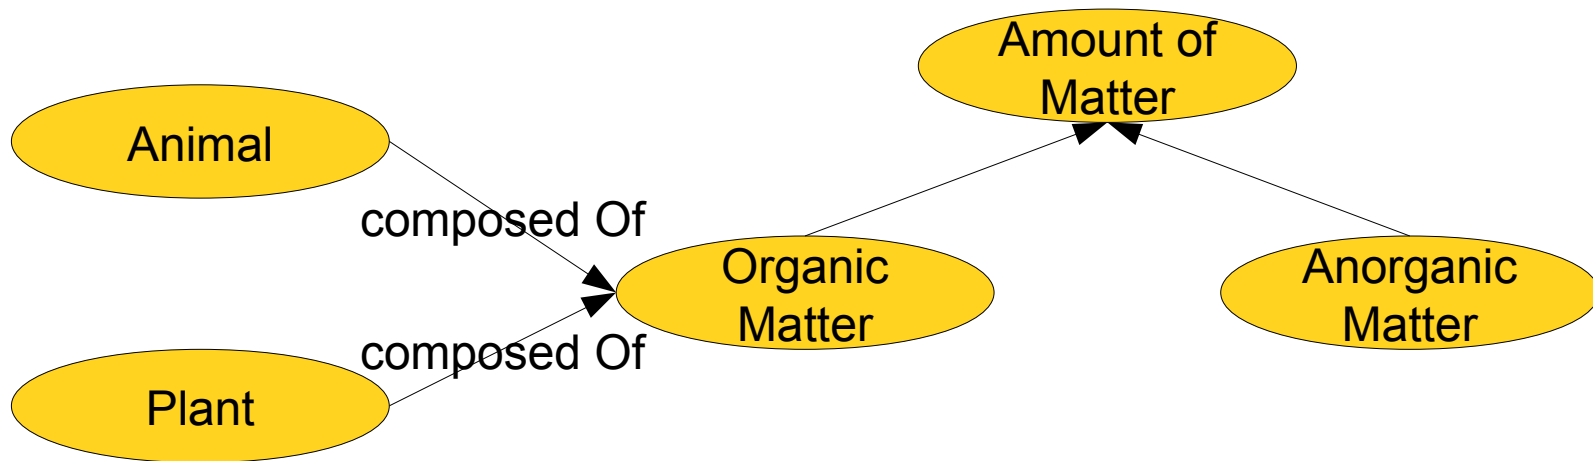 Amount of
Matter
Animal
composed Of
Organic
Matter
Anorganic
Matter
composed Of
Plant